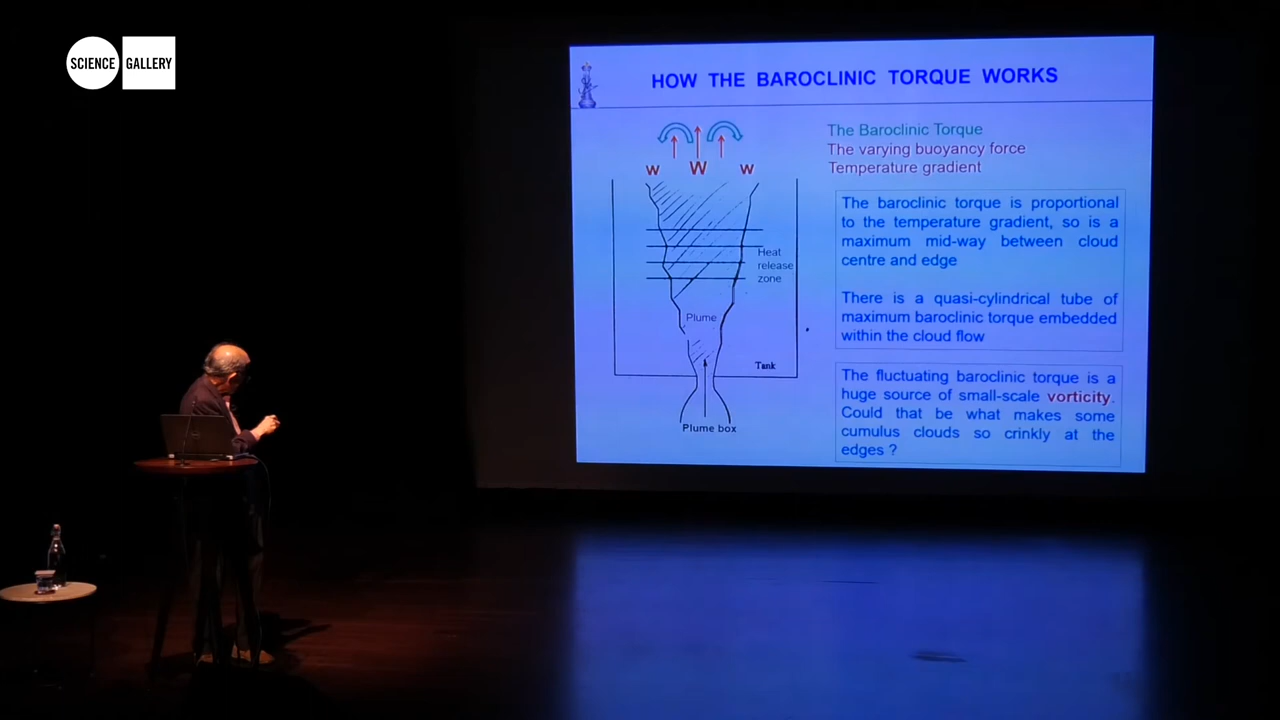 SCIENCE GALLERY
HOW THE BAROCLINIC TORQUE WORKS
The Baroclinic Torque
The varying buoyancy force
Temperature gradient
w W w
Heat
release
zone
Plume
Tank
Plume box
The baroclinic torque is proportional
to the temperature gradient, so is a
maximum mid-way between cloud
centre and edge
There is a quasi-cylindrical tube of
maximum baroclinic torque embedded
within the cloud flow
The fluctuating baroclinic torque is a
huge source of small-scale vorticity.
Could that be what makes some
cumulus clouds so crinkly at the
edges ?